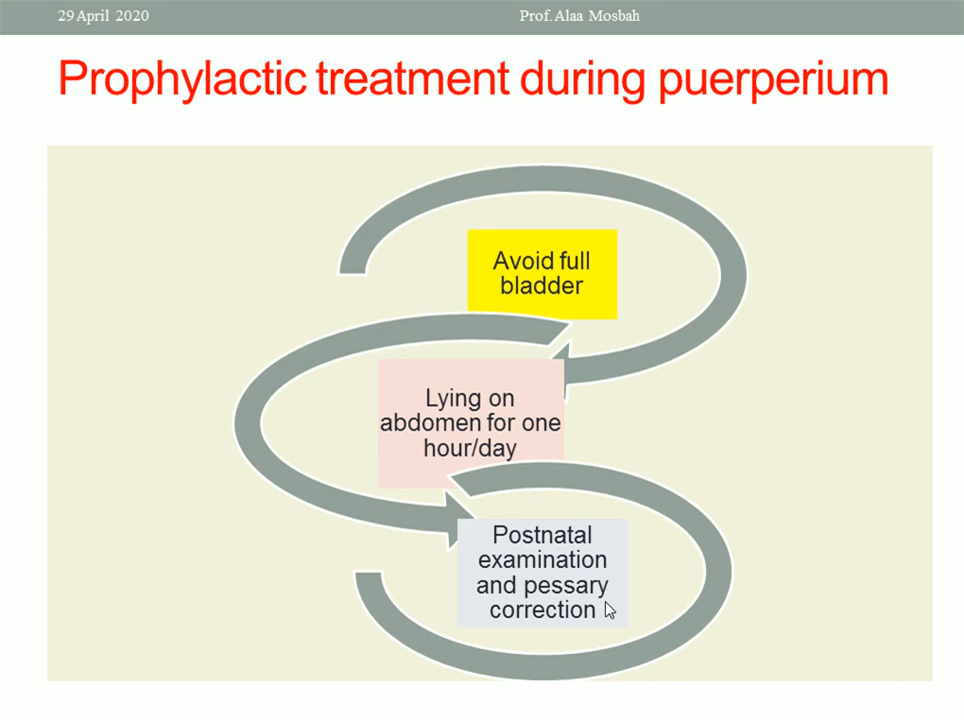 29 April 2020
Prof. Alaa Mosbah
Prophylactic treatment during puerperium
Avoid full
bladder
Lying on
abdomen for one
hour/day
Postnatal
examination
and pessary
correction